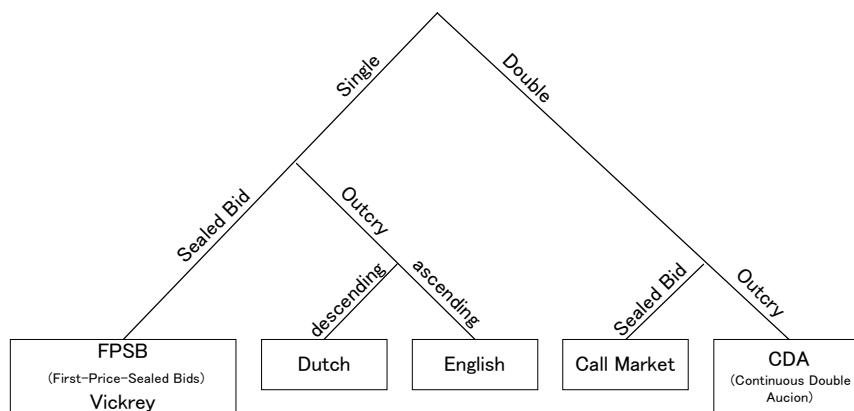 Single
Double
Sealed Bid
Outcry
descending
ascending
Sealed Bid
Outcry
FPSB
(First-Price-Sealed Bids)
Vickrey
Dutch
English
Call Market
CDA
(Continuous Double
Aucion)